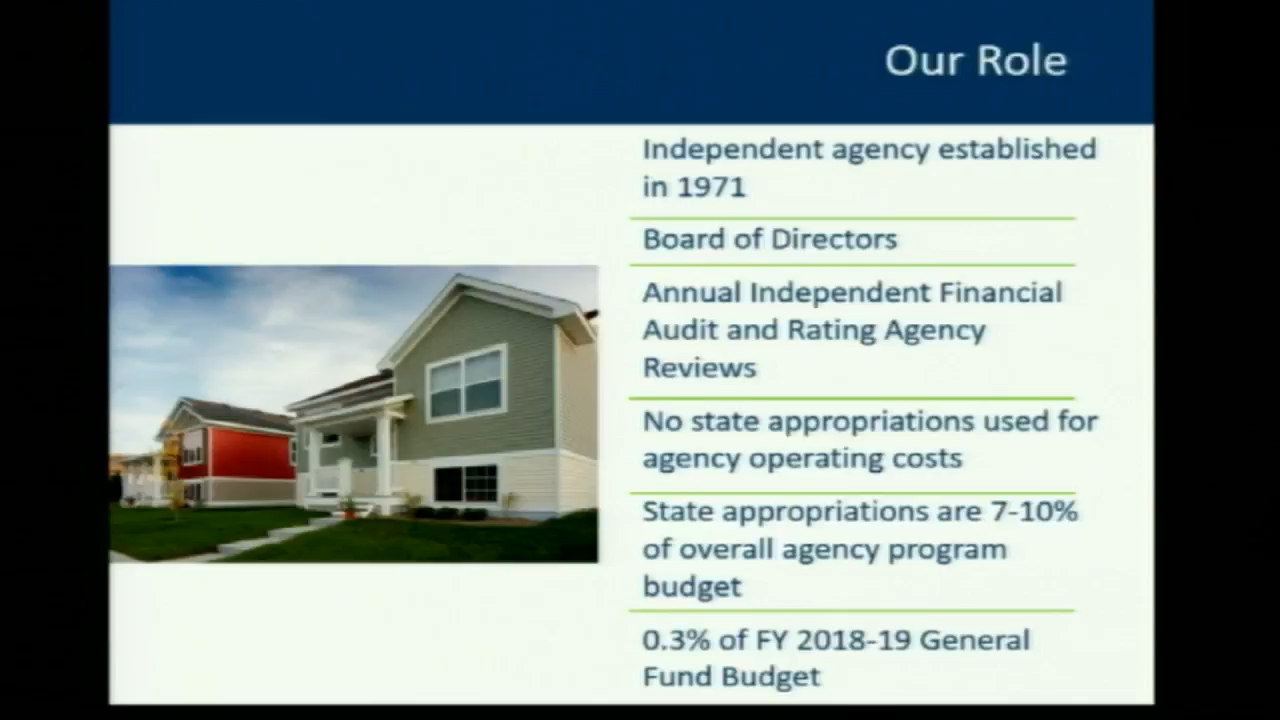 Our Role
Independent agency established
in 1971
Board of Directors
Annual Independent Financial
Audit and Rating Agency
Reviews
No state appropriations used for
agency operating costs
State appropriations are 7-10%
of overall agency program
budget
0.3% of FY 2018-19 General
Fund Budget